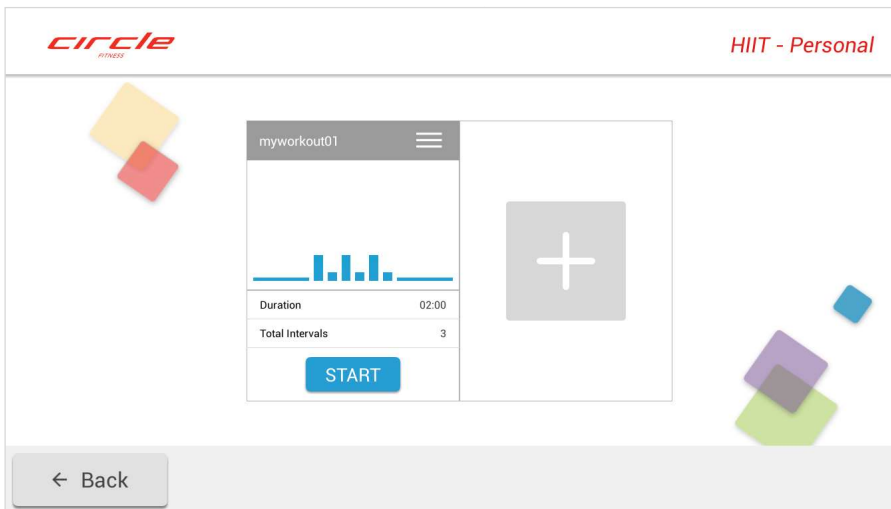 circle
FITNESS
HIIT - Personal
myworkout01
Duration 02:00
Total Intervals 3
START
← Back